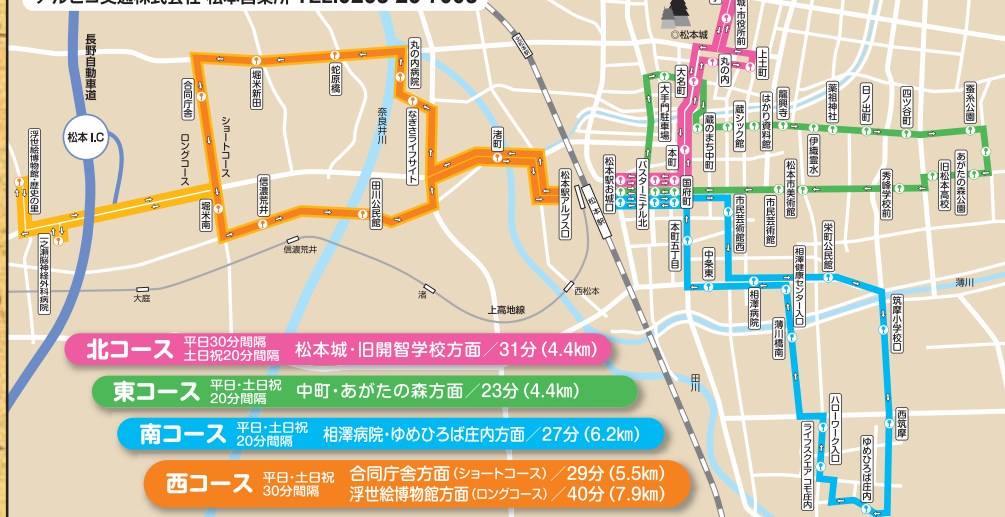 長野自動車道
松本 I.C
浮世絵博物館・歴史の里
一之瀬脳神経外科病院
合同庁舎
ロングコース
ショートコース
堀米新田
蛇原橋
丸の内病院
なぎさライフサイト
奈良井川
渚町
堀米南
信濃荒井
田川公民館
松本駅アルプス口
松本駅
松本駅お城口
バスターミナル北
◎松本城
城・市役所前
上土町
丸の内
大名町
大手門駐車場
蔵のまち中町
本町
国府町
蔵シック館
はかり資料館
龍興寺
伊織霊水
薬祖神社
日ノ出町
四ツ谷町
蚕糸公園
あがたの森公園
旧松本高校
秀峰学校前
松本市美術館
市民芸術館
市民芸術館西
本町五丁目
中条東
相澤病院
相澤健康センター入口
栄町公民館
薄川
筑摩小学校口
薄川橋南
西筑摩
ハローワーク入口
ライフスクエア コモ庄内
ゆめひろば庄内
田川
信濃荒井
大庭
渚
上高地線
西松本
北コース 平日30分間隔
土日祝20分間隔
松本城・旧開智学校方面／31分(4.4km)
東コース 平日・土日祝
20分間隔
中町・あがたの森方面／23分(4.4km)
南コース 平日・土日祝
20分間隔
相澤病院・ゆめひろば庄内方面／27分(6.2km)
西コース 平日・土日祝
30分間隔
合同庁舎方面(ショートコース)／29分(5.5km)
浮世絵博物館方面(ロングコース)／40分(7.9km)